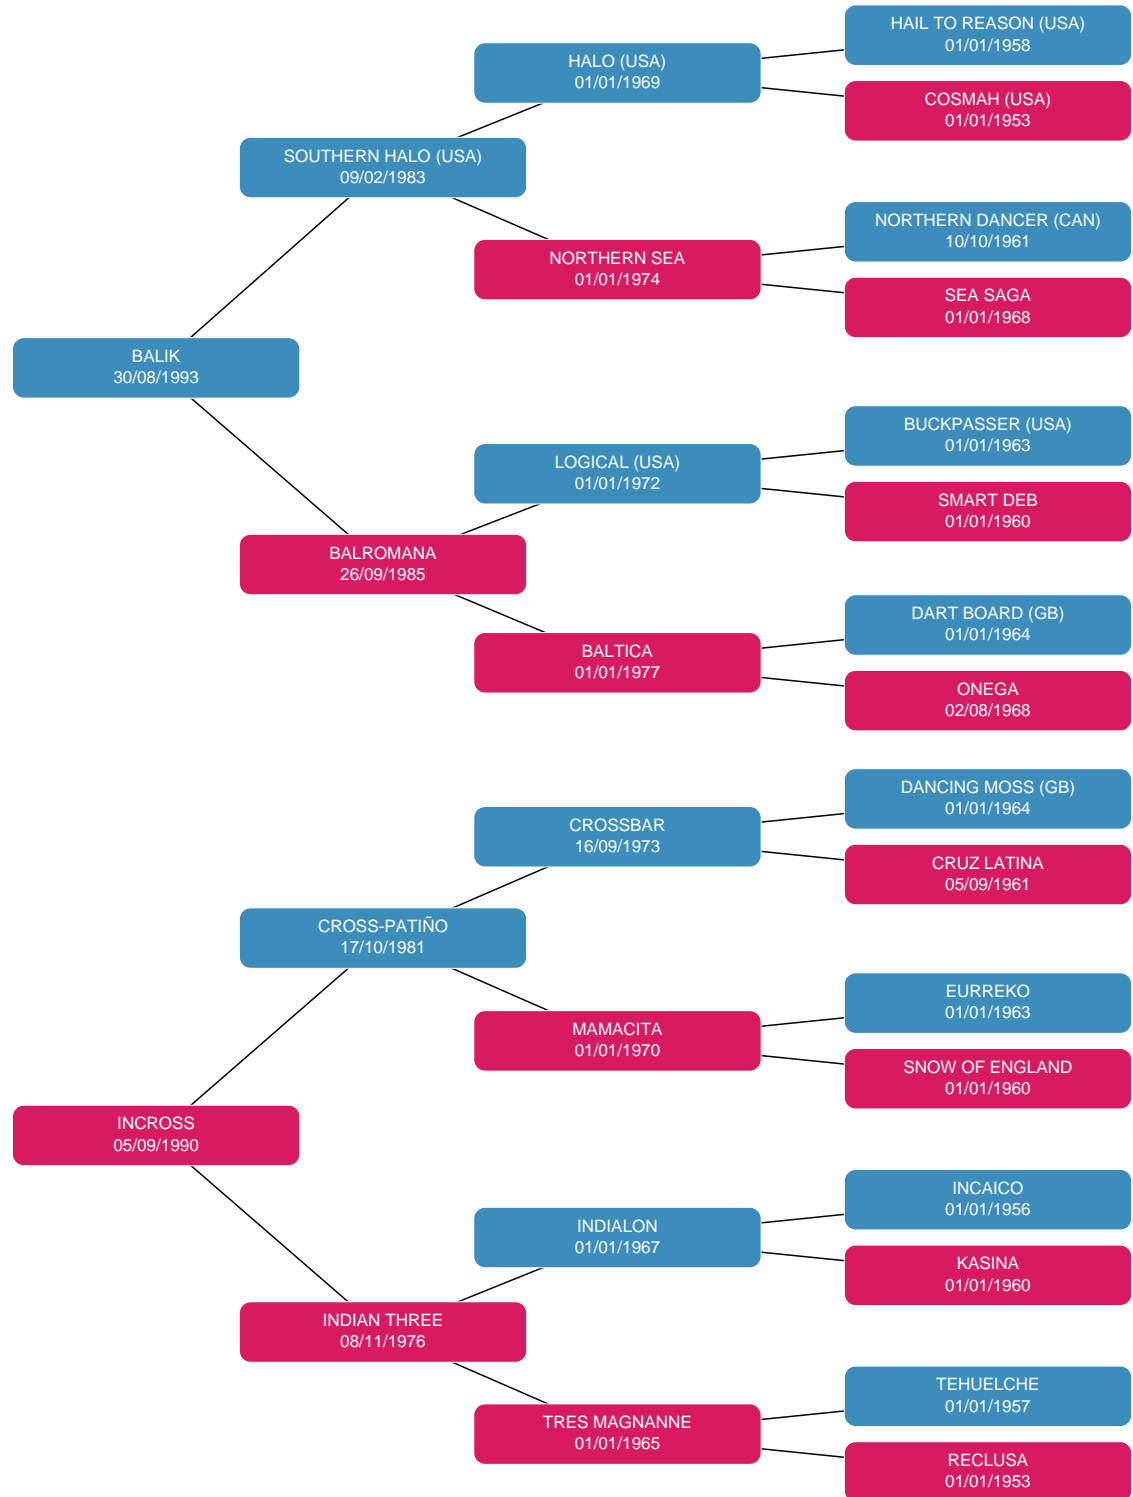 HAIL TO REASON (USA)
01/01/1958
HALO (USA)
01/01/1969
COSMAH (USA)
01/01/1953
SOUTHERN HALO (USA)
09/02/1983
NORTHERN DANCER (CAN)
10/10/1961
NORTHERN SEA
01/01/1974
SEA SAGA
01/01/1968
BALIK
30/08/1993
BUCKPASSER (USA)
01/01/1963
LOGICAL (USA)
01/01/1972
SMART DEB
01/01/1960
BALROMANA
26/09/1985
DART BOARD (GB)
01/01/1964
BALTICA
01/01/1977
ONEGA
02/08/1968
DANCING MOSS (GB)
01/01/1964
CROSSBAR
16/09/1973
CRUZ LATINA
05/09/1961
CROSS-PATIÑO
17/10/1981
EURREKO
01/01/1963
MAMACITA
01/01/1970
SNOW OF ENGLAND
01/01/1960
INCROSS
05/09/1990
INCAICO
01/01/1956
INDIALON
01/01/1967
KASINA
01/01/1960
INDIAN THREE
08/11/1976
TEHUELCHE
01/01/1957
TRES MAGNANNE
01/01/1965
RECLUSA
01/01/1953